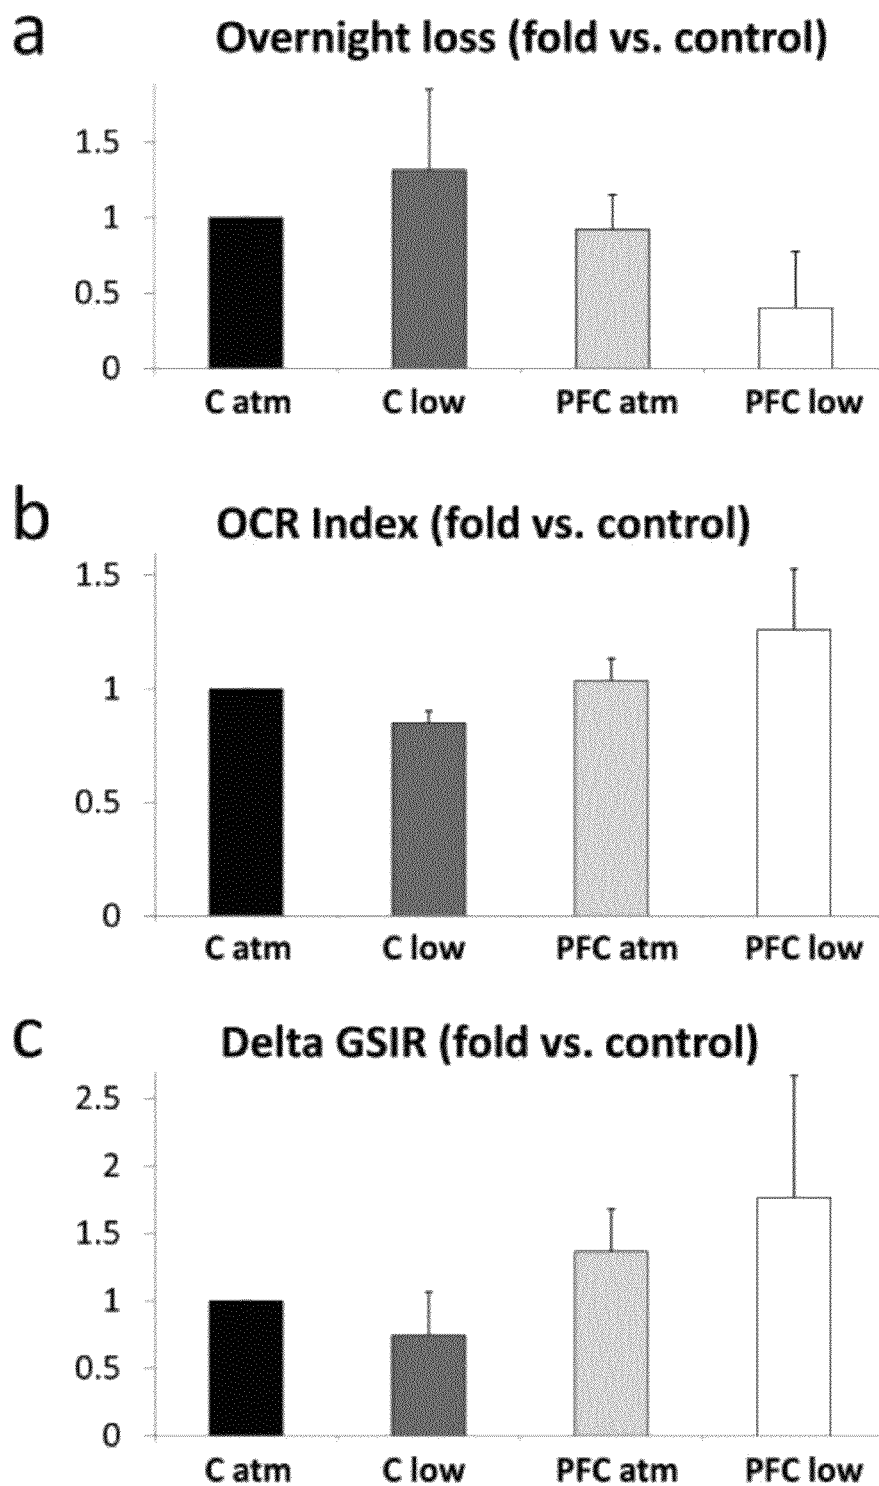 a
Overnight loss (fold vs. control)
1.5
1
0.5
0
C atm C low PFC atm PFC low
b
OCR Index (fold vs. control)
1.5
1
0.5
0
C atm C low PFC atm PFC low
c
Delta GSIR (fold vs. control)
2.5
2
1.5
1
0.5
0
C atm C low PFC atm PFC low